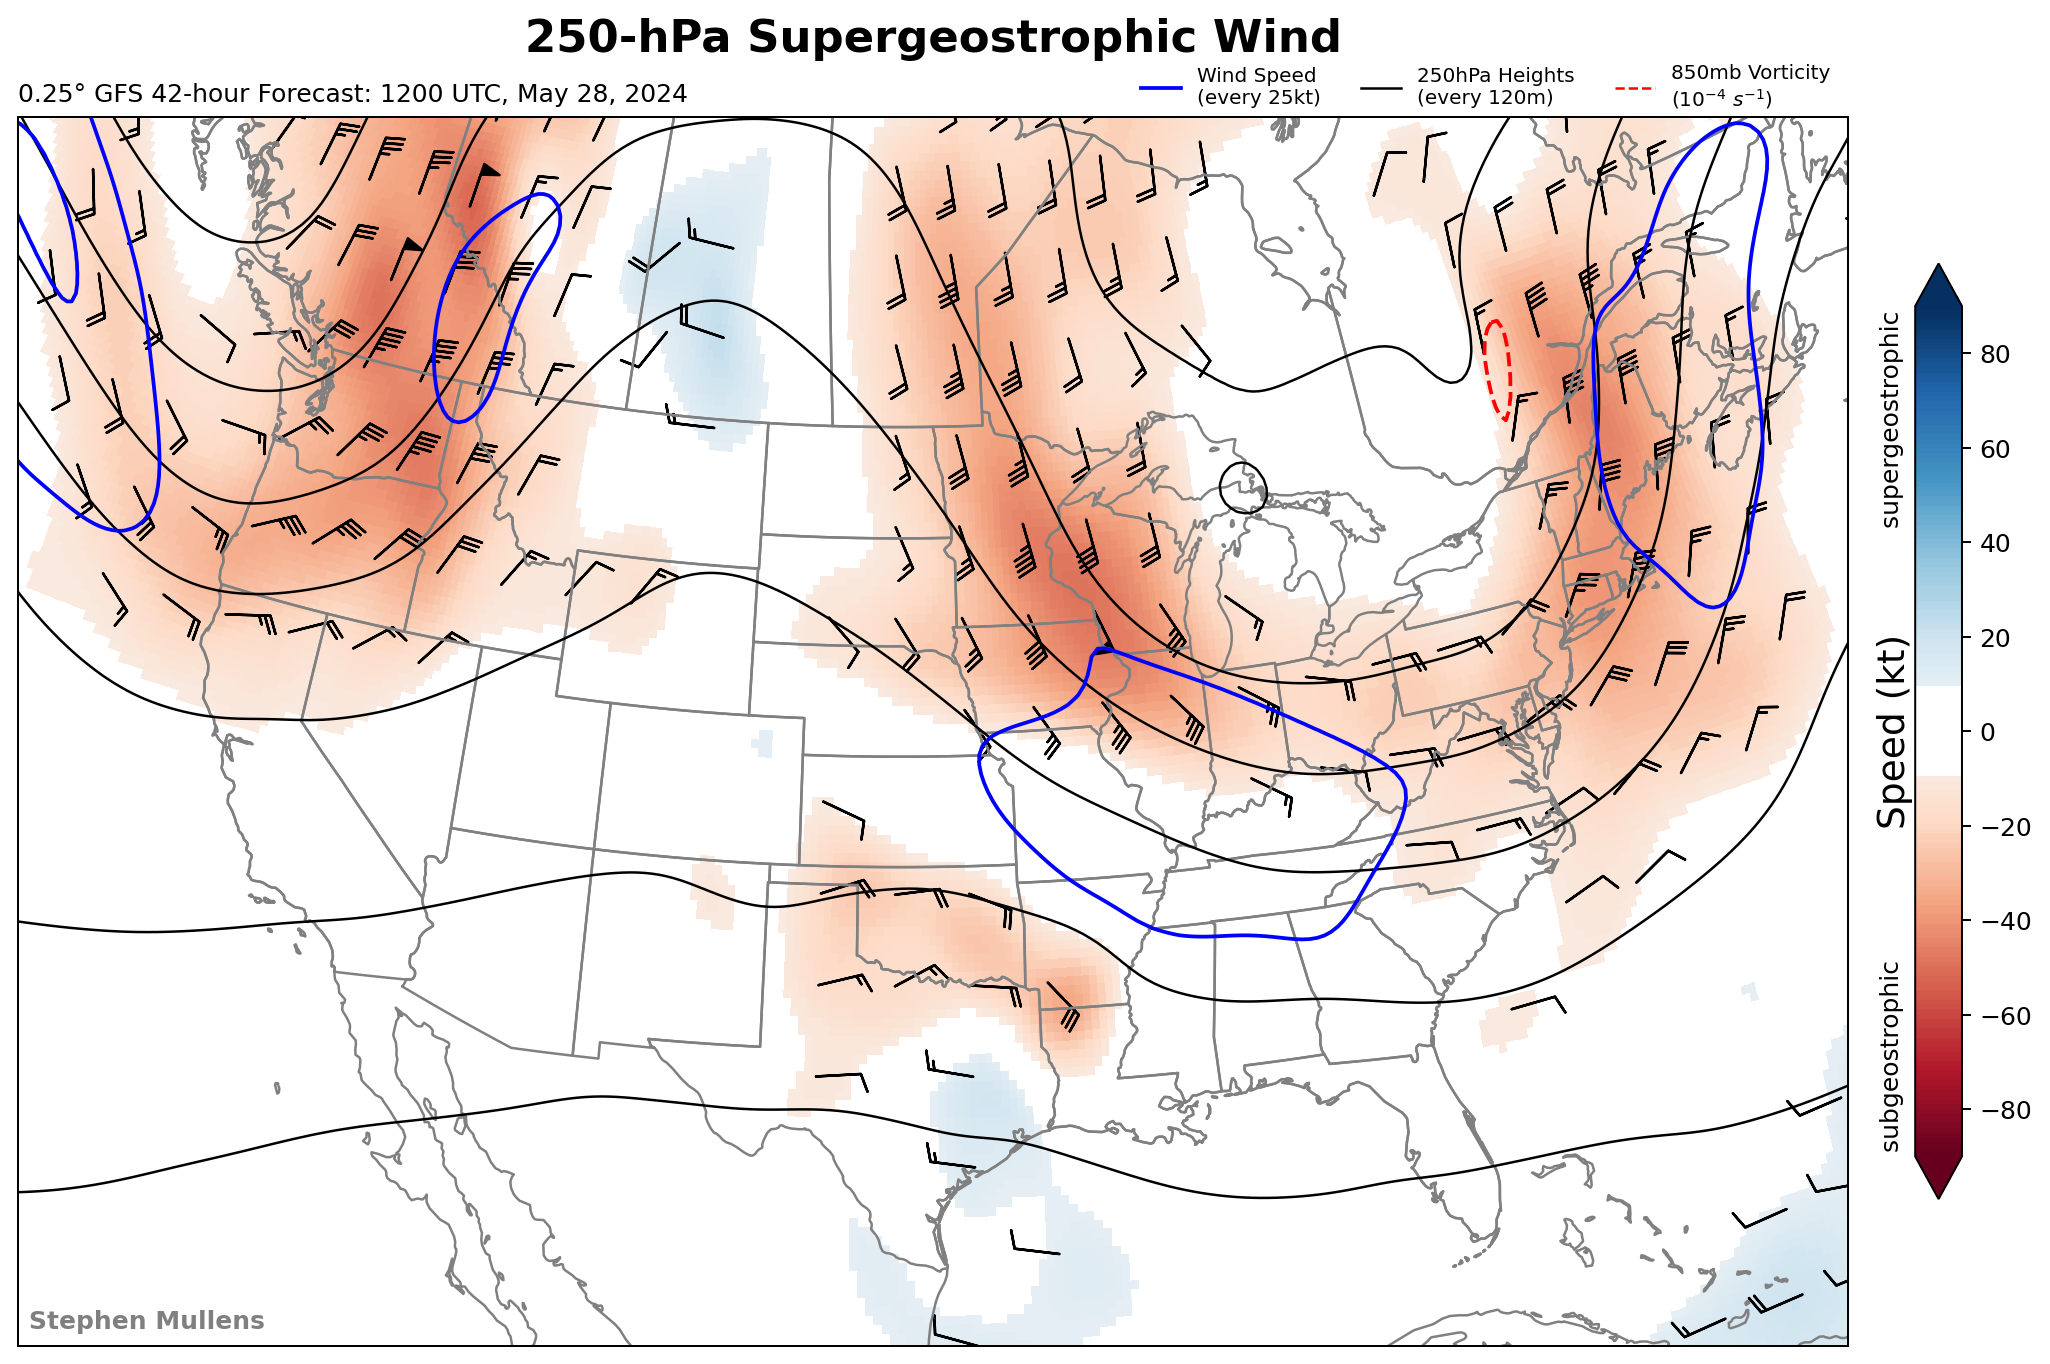 250-hPa Supergeostrophic Wind
0.25° GFS 42-hour Forecast: 1200 UTC, May 28, 2024
Wind Speed
(every 25kt)
250hPa Heights
(every 120m)
850mb Vorticity
(10⁻⁴ s⁻¹)
supergeostrophic
Speed (kt)
subgeostrophic
80
60
40
20
0
−20
−40
−60
−80
Stephen Mullens